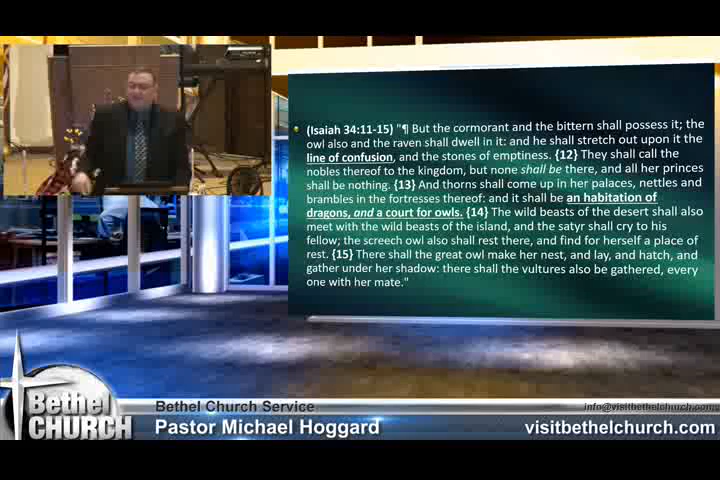 (Isaiah 34:11-15) "¶ But the cormorant and the bittern shall possess it; the
owl also and the raven shall dwell in it: and he shall stretch out upon it the
line of confusion, and the stones of emptiness. {12} They shall call the
nobles thereof to the kingdom, but none shall be there, and all her princes
shall be nothing. {13} And thorns shall come up in her palaces, nettles and
brambles in the fortresses thereof: and it shall be an habitation of
dragons, and a court for owls. {14} The wild beasts of the desert shall also
meet with the wild beasts of the island, and the satyr shall cry to his
fellow; the screech owl also shall rest there, and find for herself a place of
rest. {15} There shall the great owl make her nest, and lay, and hatch, and
gather under her shadow: there shall the vultures also be gathered, every
one with her mate."
Bethel
CHURCH
Bethel Church Service
info@visitbethelchurch.com
Pastor Michael Hoggard
visitbethelchurch.com